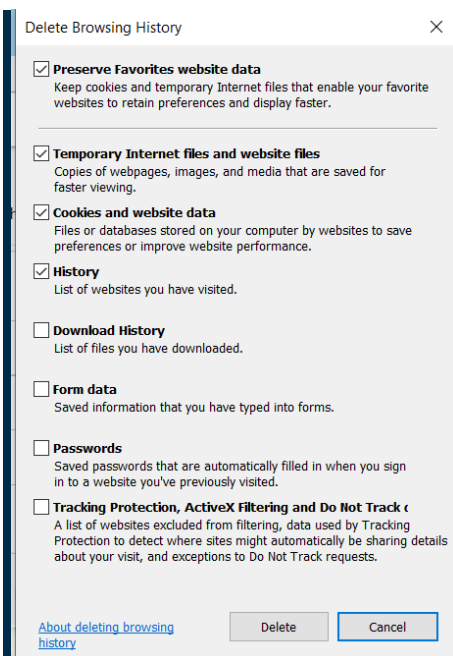 Delete Browsing History
Preserve Favorites website data
Keep cookies and temporary Internet files that enable your favorite
websites to retain preferences and display faster.
Temporary Internet files and website files
Copies of webpages, images, and media that are saved for
faster viewing.
Cookies and website data
Files or databases stored on your computer by websites to save
preferences or improve website performance.
History
List of websites you have visited.
Download History
List of files you have downloaded.
Form data
Saved information that you have typed into forms.
Passwords
Saved passwords that are automatically filled in when you sign
in to a website you've previously visited.
Tracking Protection, ActiveX Filtering and Do Not Track
A list of websites excluded from filtering, data used by Tracking
Protection to detect where sites might automatically be sharing details
about your visit, and exceptions to Do Not Track requests.
About deleting browsing
history
Delete
Cancel